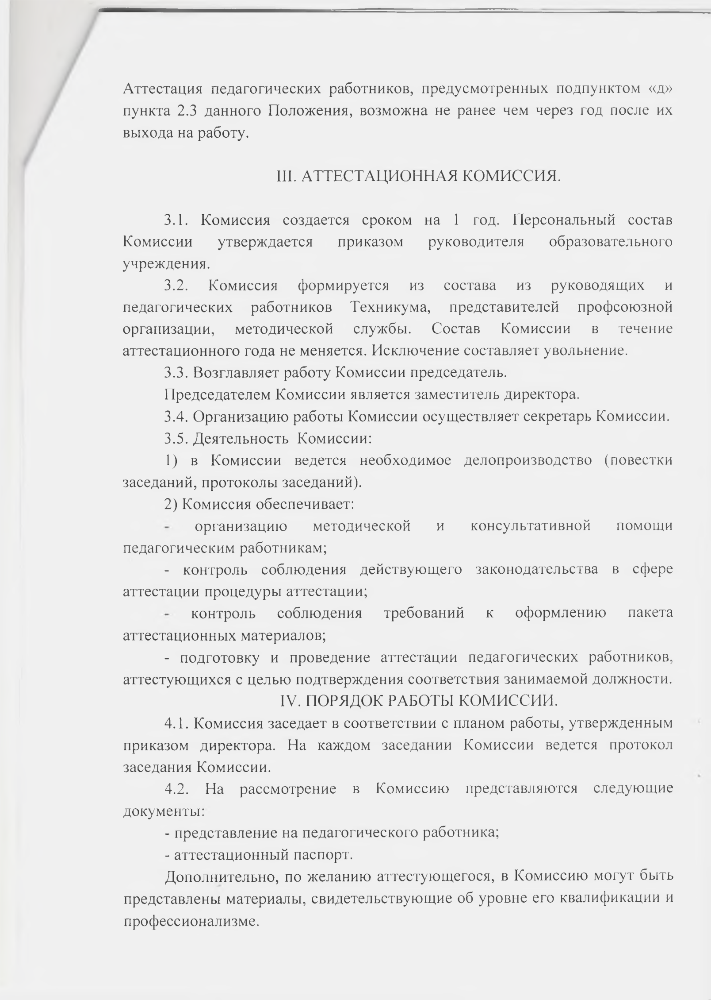 Аттестация педагогических работников, предусмотренных подпунктом «д»
пункта 2.3 данного Положения, возможна не ранее чем через год после их
выхода на работу.
III. АТТЕСТАЦИОННАЯ КОМИССИЯ.
3.1. Комиссия создается сроком на 1 год. Персональный состав
Комиссии утверждается приказом руководителя образовательного
учреждения.
3.2. Комиссия формируется из состава из руководящих и
педагогических работников Техникума, представителей профсоюзной
организации, методической службы. Состав Комиссии в течение
аттестационного года не меняется. Исключение составляет увольнение.
3.3. Возглавляет работу Комиссии председатель.
Председателем Комиссии является заместитель директора.
3.4. Организацию работы Комиссии осуществляет секретарь Комиссии.
3.5. Деятельность Комиссии:
1) в Комиссии ведется необходимое делопроизводство (повестки
заседаний, протоколы заседаний).
2) Комиссия обеспечивает:
- организацию методической и консультативной помощи
педагогическим работникам;
- контроль соблюдения действующего законодательства в сфере
аттестации процедуры аттестации;
- контроль соблюдения требований к оформлению пакета
аттестационных материалов;
- подготовку и проведение аттестации педагогических работников,
аттестующихся с целью подтверждения соответствия занимаемой должности.
IV. ПОРЯДОК РАБОТЫ КОМИССИИ.
4.1. Комиссия заседает в соответствии с планом работы, утвержденным
приказом директора. На каждом заседании Комиссии ведется протокол
заседания Комиссии.
4.2. На рассмотрение в Комиссию представляются следующие
документы:
- представление на педагогического работника;
- аттестационный паспорт.
Дополнительно, по желанию аттестующегося, в Комиссию могут быть
представлены материалы, свидетельствующие об уровне его квалификации и
профессионализме.